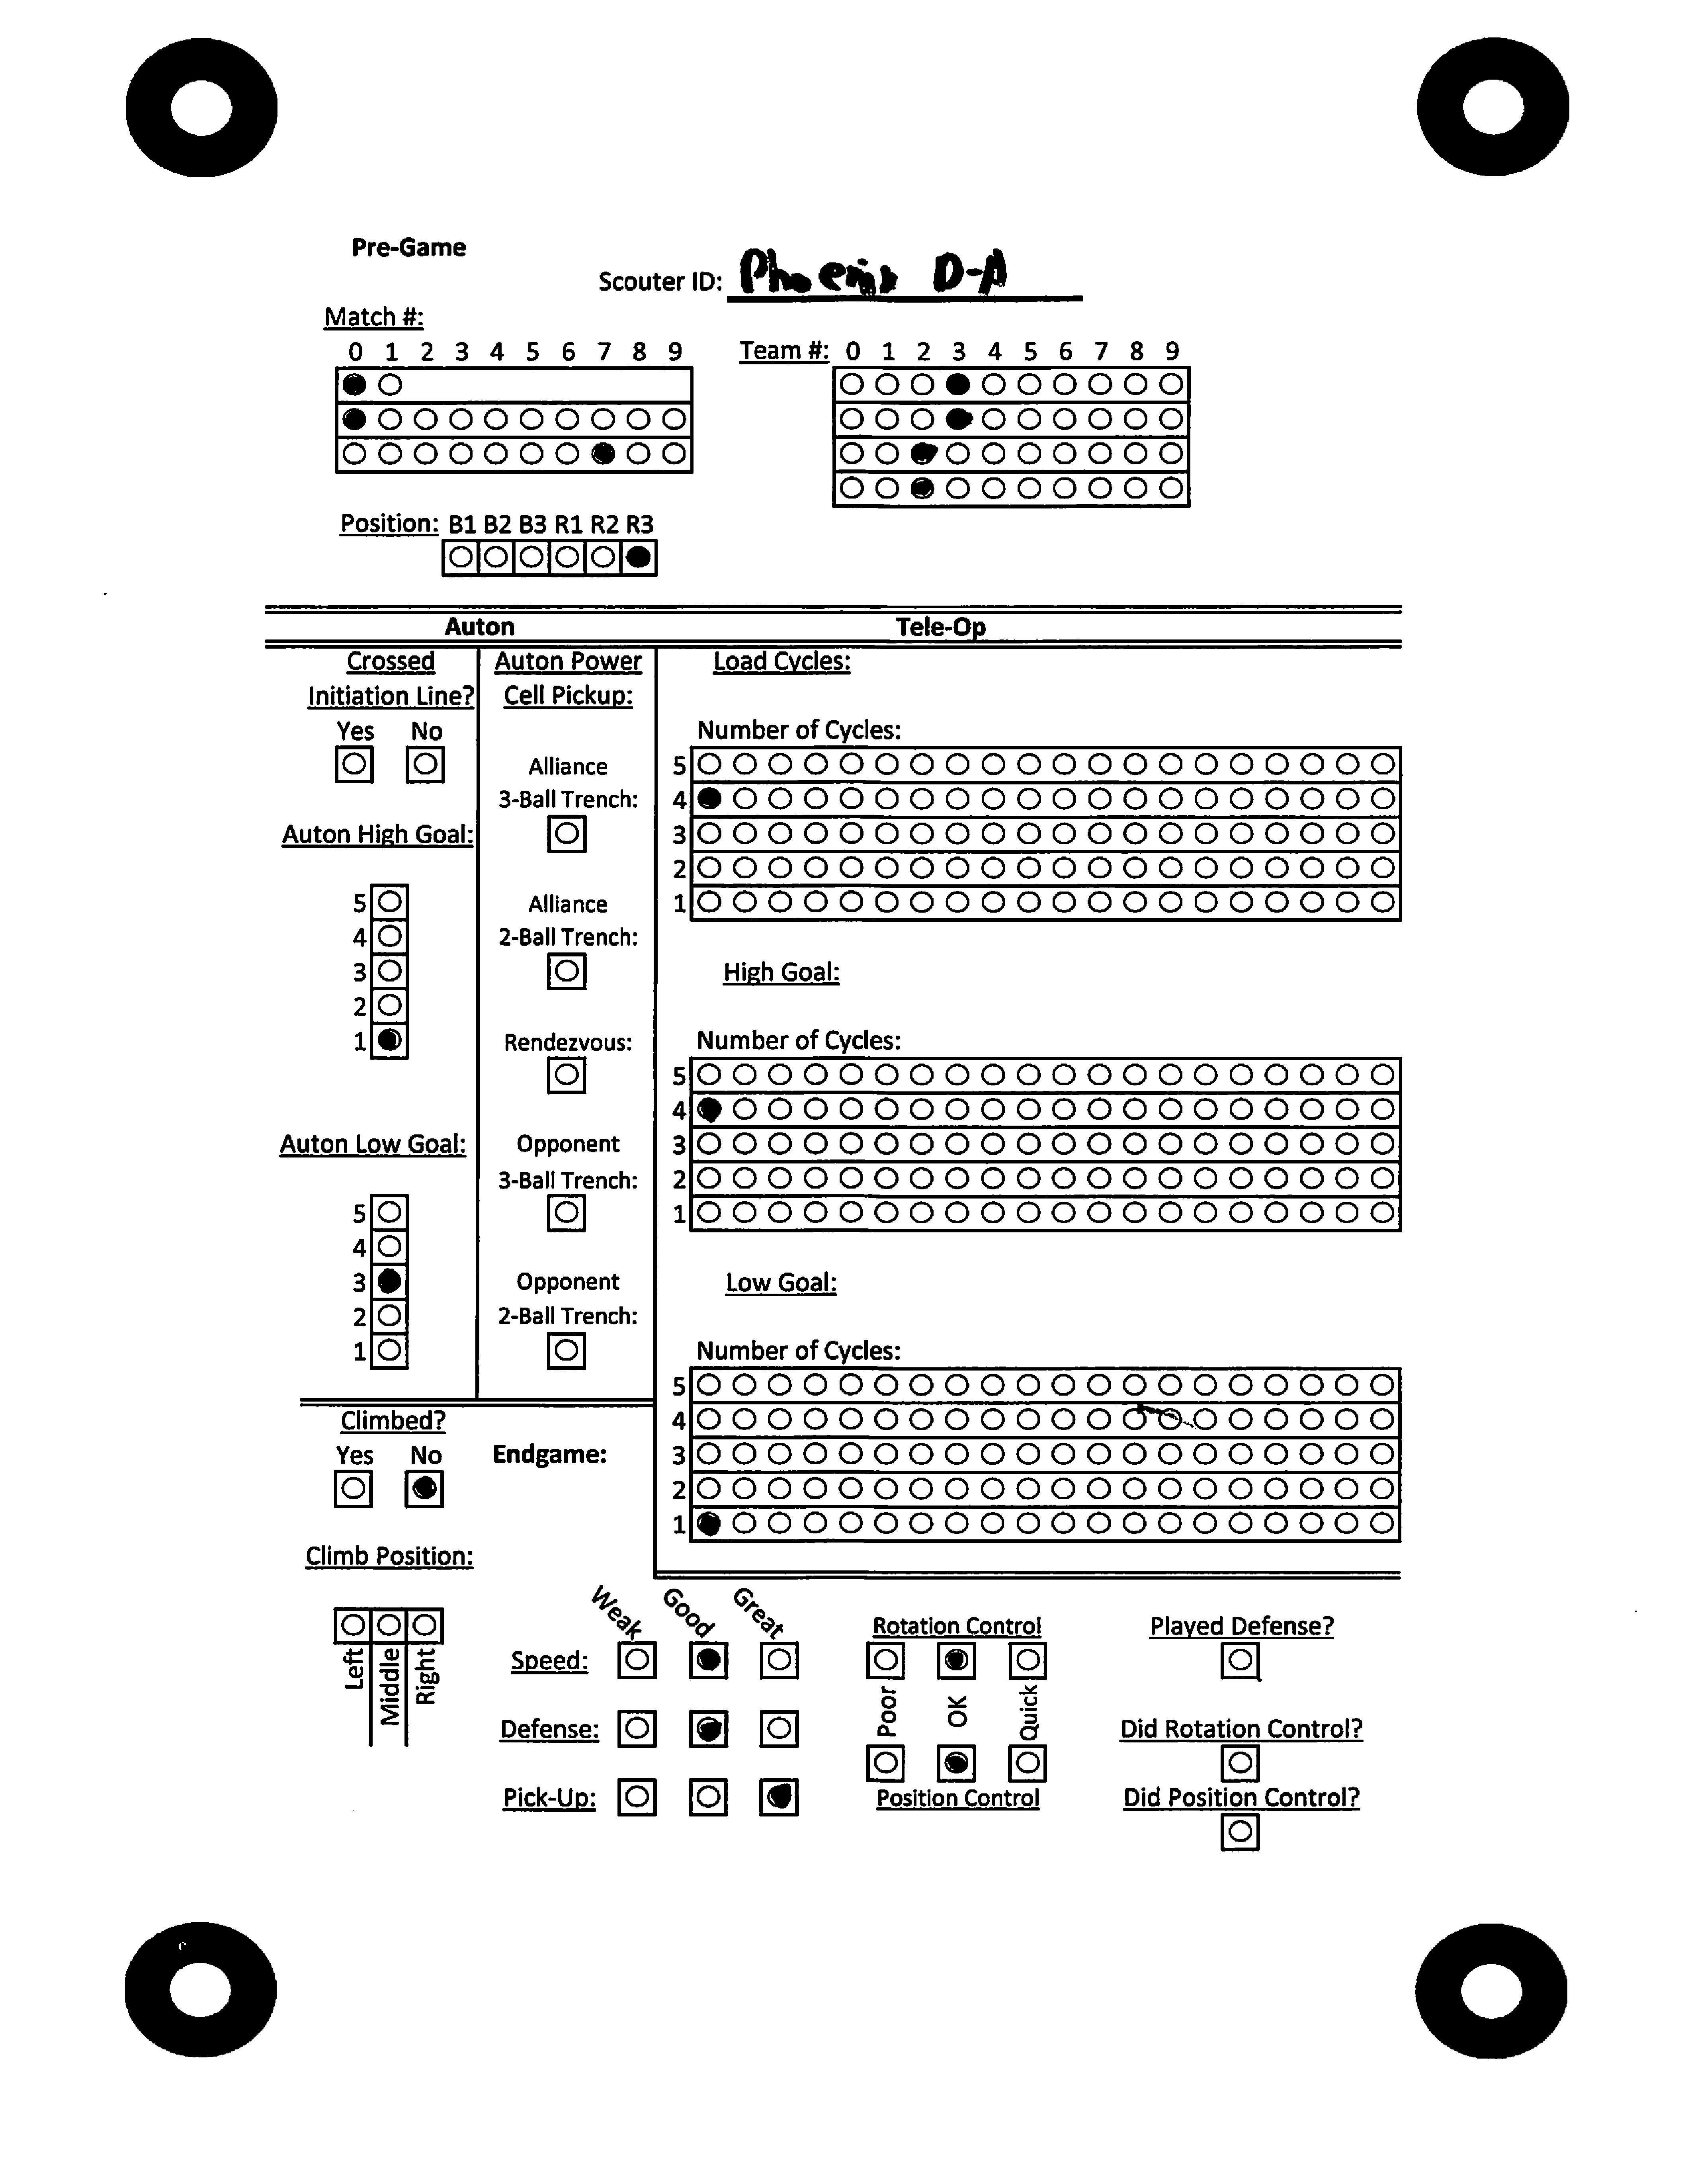 Pre-Game
Scouter ID: Phoenix D-A
Match #:
0 1 2 3 4 5 6 7 8 9
Team #: 0 1 2 3 4 5 6 7 8 9
Position: B1 B2 B3 R1 R2 R3
Auton
Tele-Op
Crossed
Initiation Line?
Yes No
Auton High Goal:
5
4
3
2
1
Auton Low Goal:
5
4
3
2
1
Auton Power
Cell Pickup:
Alliance
3-Ball Trench:
Alliance
2-Ball Trench:
Rendezvous:
Opponent
3-Ball Trench:
Opponent
2-Ball Trench:
Load Cycles:
Number of Cycles:
5
4
3
2
1
High Goal:
Number of Cycles:
5
4
3
2
1
Low Goal:
Number of Cycles:
5
4
3
2
1
Climbed?
Yes No
Endgame:
Climb Position:
Left
Middle
Right
Weak Good Great
Speed:
Defense:
Pick-Up:
Rotation Control
Poor OK Quick
Position Control
Played Defense?
Did Rotation Control?
Did Position Control?